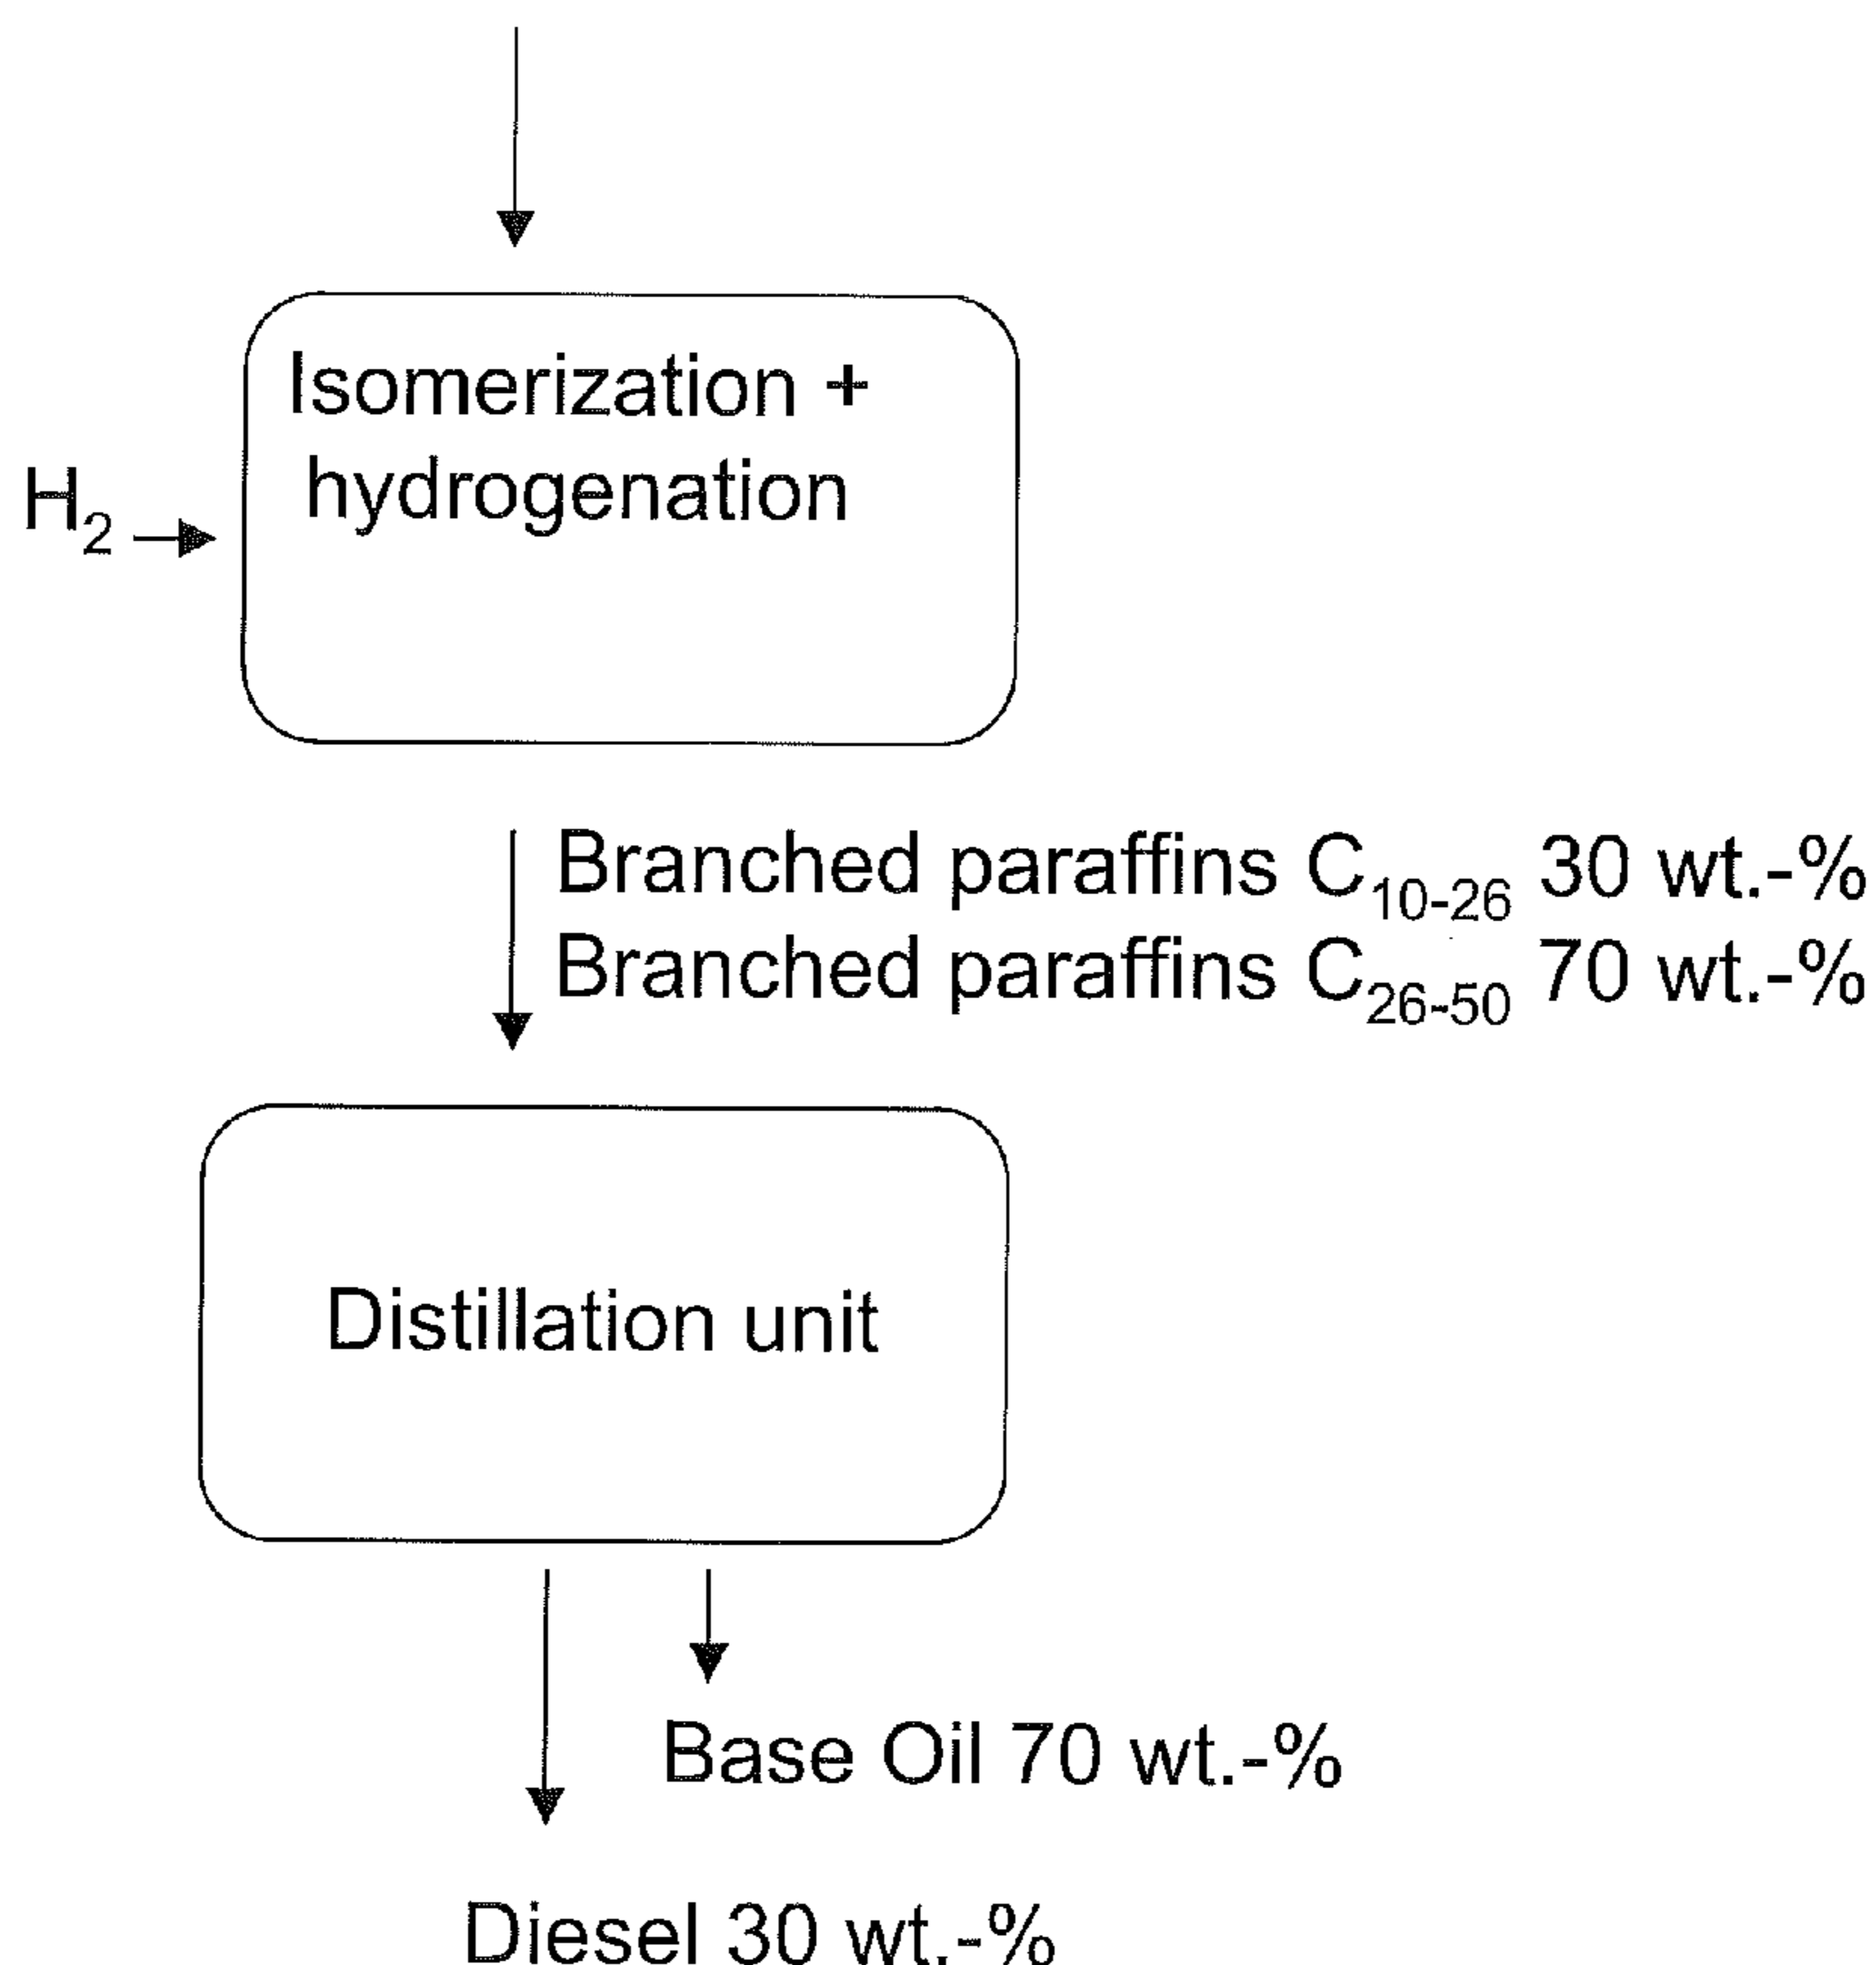 Isomerization +
hydrogenation
H₂
Branched paraffins C₁₀₋₂₆ 30 wt.-%
Branched paraffins C₂₆₋₅₀ 70 wt.-%
Distillation unit
Base Oil 70 wt.-%
Diesel 30 wt.-%